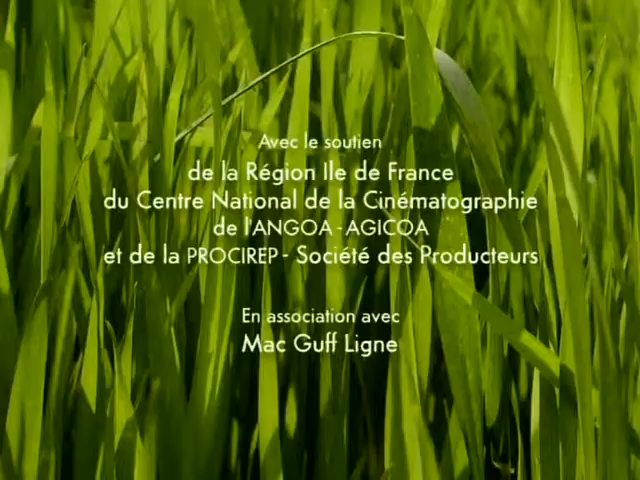 Avec le soutien
de la Région Ile de France
du Centre National de la Cinématographie
de l'ANGOA - AGICOA
et de la PROCIREP - Société des Producteurs
En association avec
Mac Guff Ligne